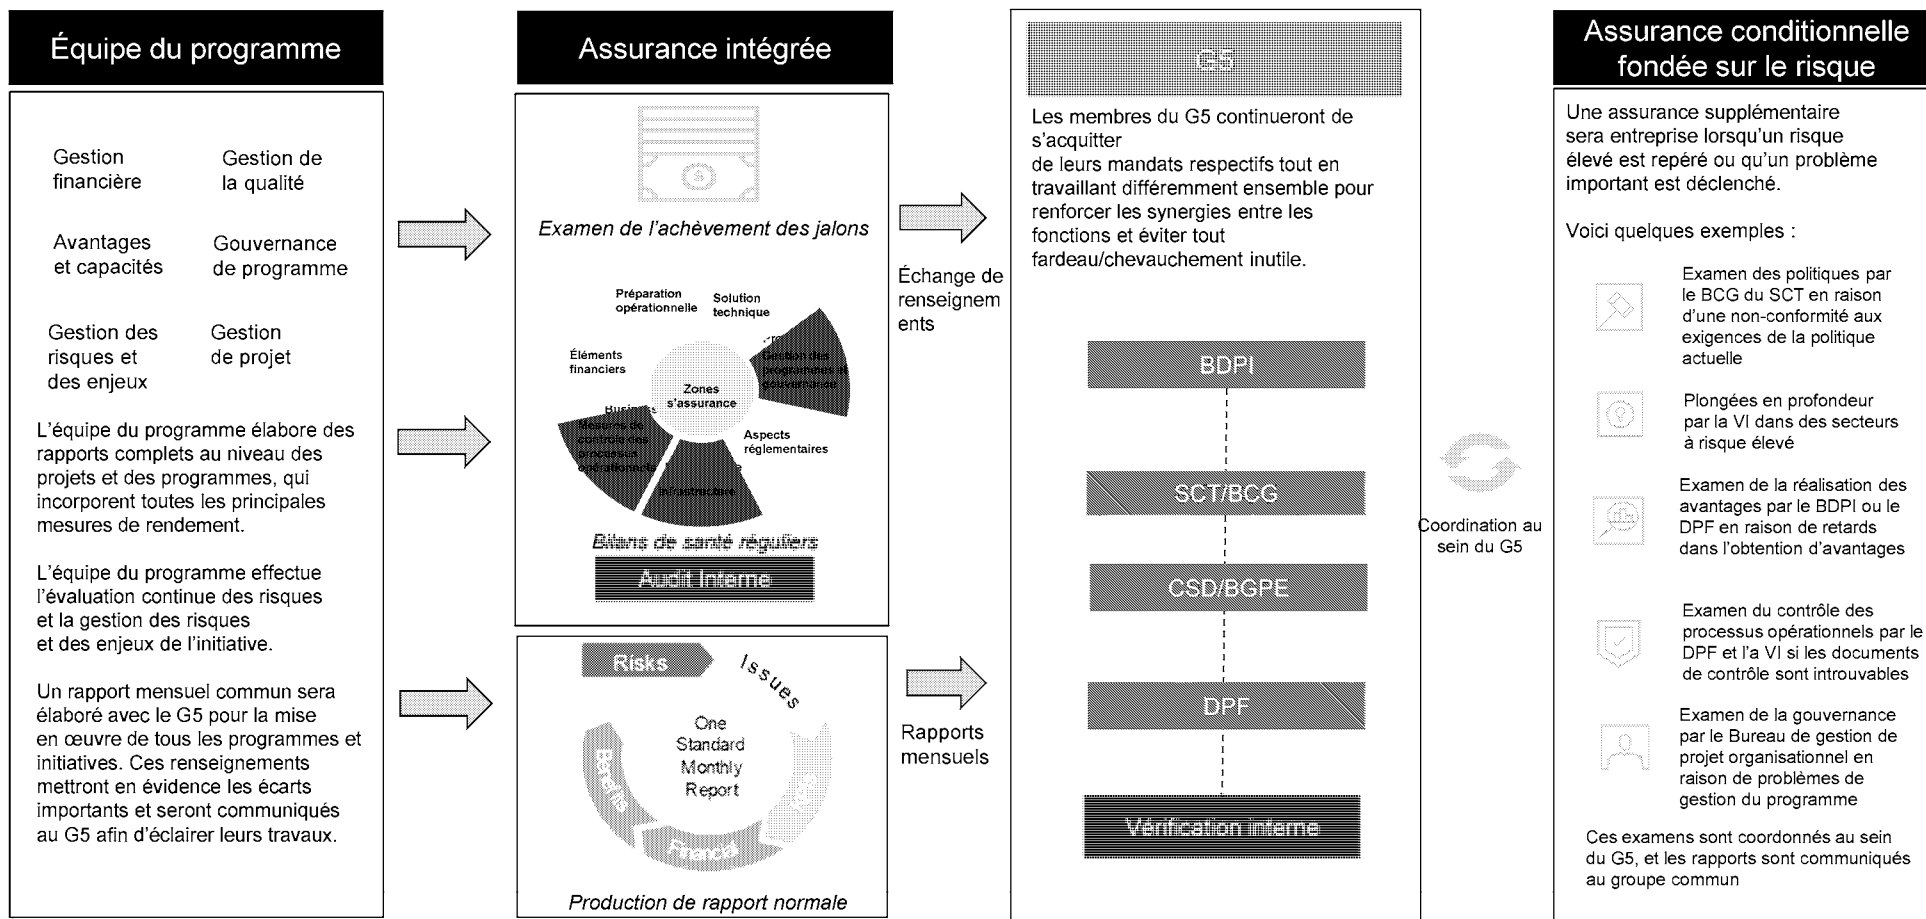 Équipe du programme
Gestion
financière
Gestion de
la qualité
Avantages
et capacités
Gouvernance
de programme
Gestion des
risques et
des enjeux
Gestion
de projet
L'équipe du programme élabore des
rapports complets au niveau des
projets et des programmes, qui
incorporent toutes les principales
mesures de rendement.
L'équipe du programme effectue
l'évaluation continue des risques
et la gestion des risques
et des enjeux de l'initiative.
Un rapport mensuel commun sera
élaboré avec le G5 pour la mise
en œuvre de tous les programmes et
initiatives. Ces renseignements
mettront en évidence les écarts
importants et seront communiqués
au G5 afin d'éclairer leurs travaux.
Assurance intégrée
Examen de l'achèvement des jalons
Préparation
opérationnelle
Solution
technique
Éléments
financiers
Gestion des
programmes et
gouvernance
Zones
s'assurance
Mesures de
contrôle des
processus
opérationnels
Aspects
réglementaires
Infrastructure
Bilans de santé réguliers
Audit Interne
Risks
Issues
One
Standard
Monthly
Report
Benefits
Financial
Production de rapport normale
Échange de
renseignem
ents
Rapports
mensuels
G5
Les membres du G5 continueront de
s'acquitter
de leurs mandats respectifs tout en
travaillant différemment ensemble pour
renforcer les synergies entre les
fonctions et éviter tout
fardeau/chevauchement inutile.
BDPI
SCT/BCG
CSD/BGPE
DPF
Vérification interne
Coordination au
sein du G5
Assurance conditionnelle
fondée sur le risque
Une assurance supplémentaire
sera entreprise lorsqu'un risque
élevé est repéré ou qu'un problème
important est déclenché.
Voici quelques exemples :
Examen des politiques par
le BCG du SCT en raison
d'une non-conformité aux
exigences de la politique
actuelle
Plongées en profondeur
par la VI dans des secteurs
à risque élevé
Examen de la réalisation des
avantages par le BDPI ou le
DPF en raison de retards
dans l'obtention d'avantages
Examen du contrôle des
processus opérationnels par le
DPF et l'a VI si les documents
de contrôle sont introuvables
Examen de la gouvernance
par le Bureau de gestion de
projet organisationnel en
raison de problèmes de
gestion du programme
Ces examens sont coordonnés au sein
du G5, et les rapports sont communiqués
au groupe commun